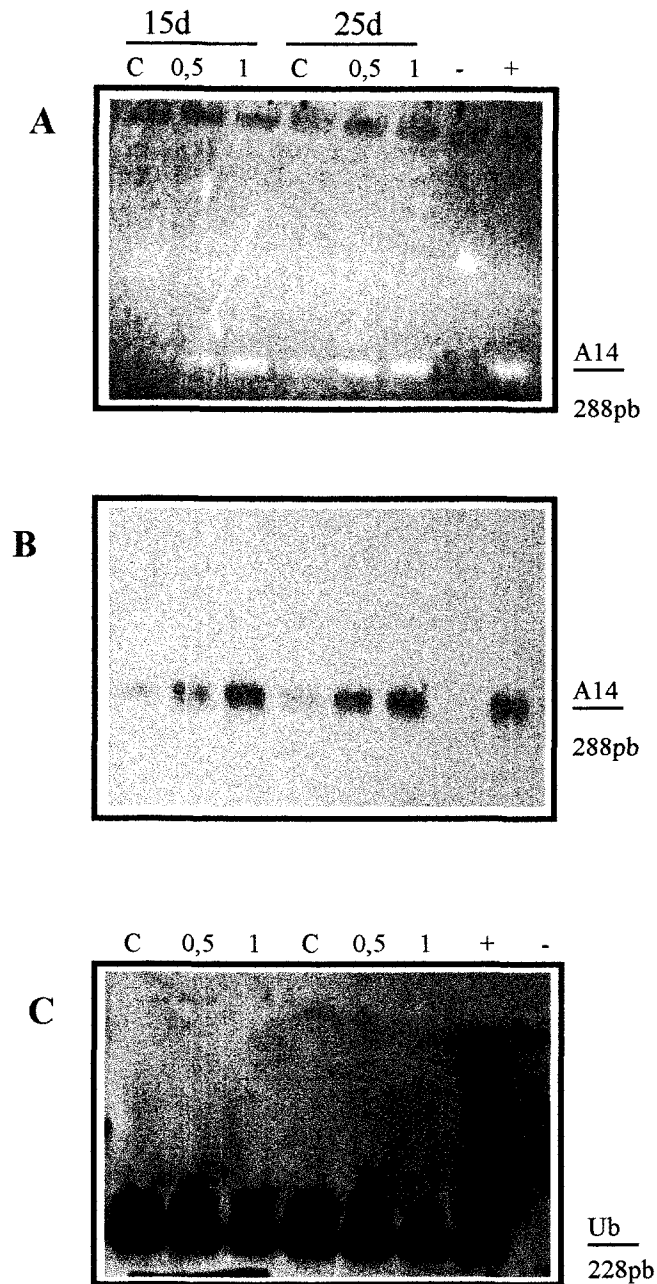 15d 25d
C 0,5 1 C 0,5 1 - +
A
A14
288pb
B
A14
288pb
C 0,5 1 C 0,5 1 + -
C
Ub
228pb